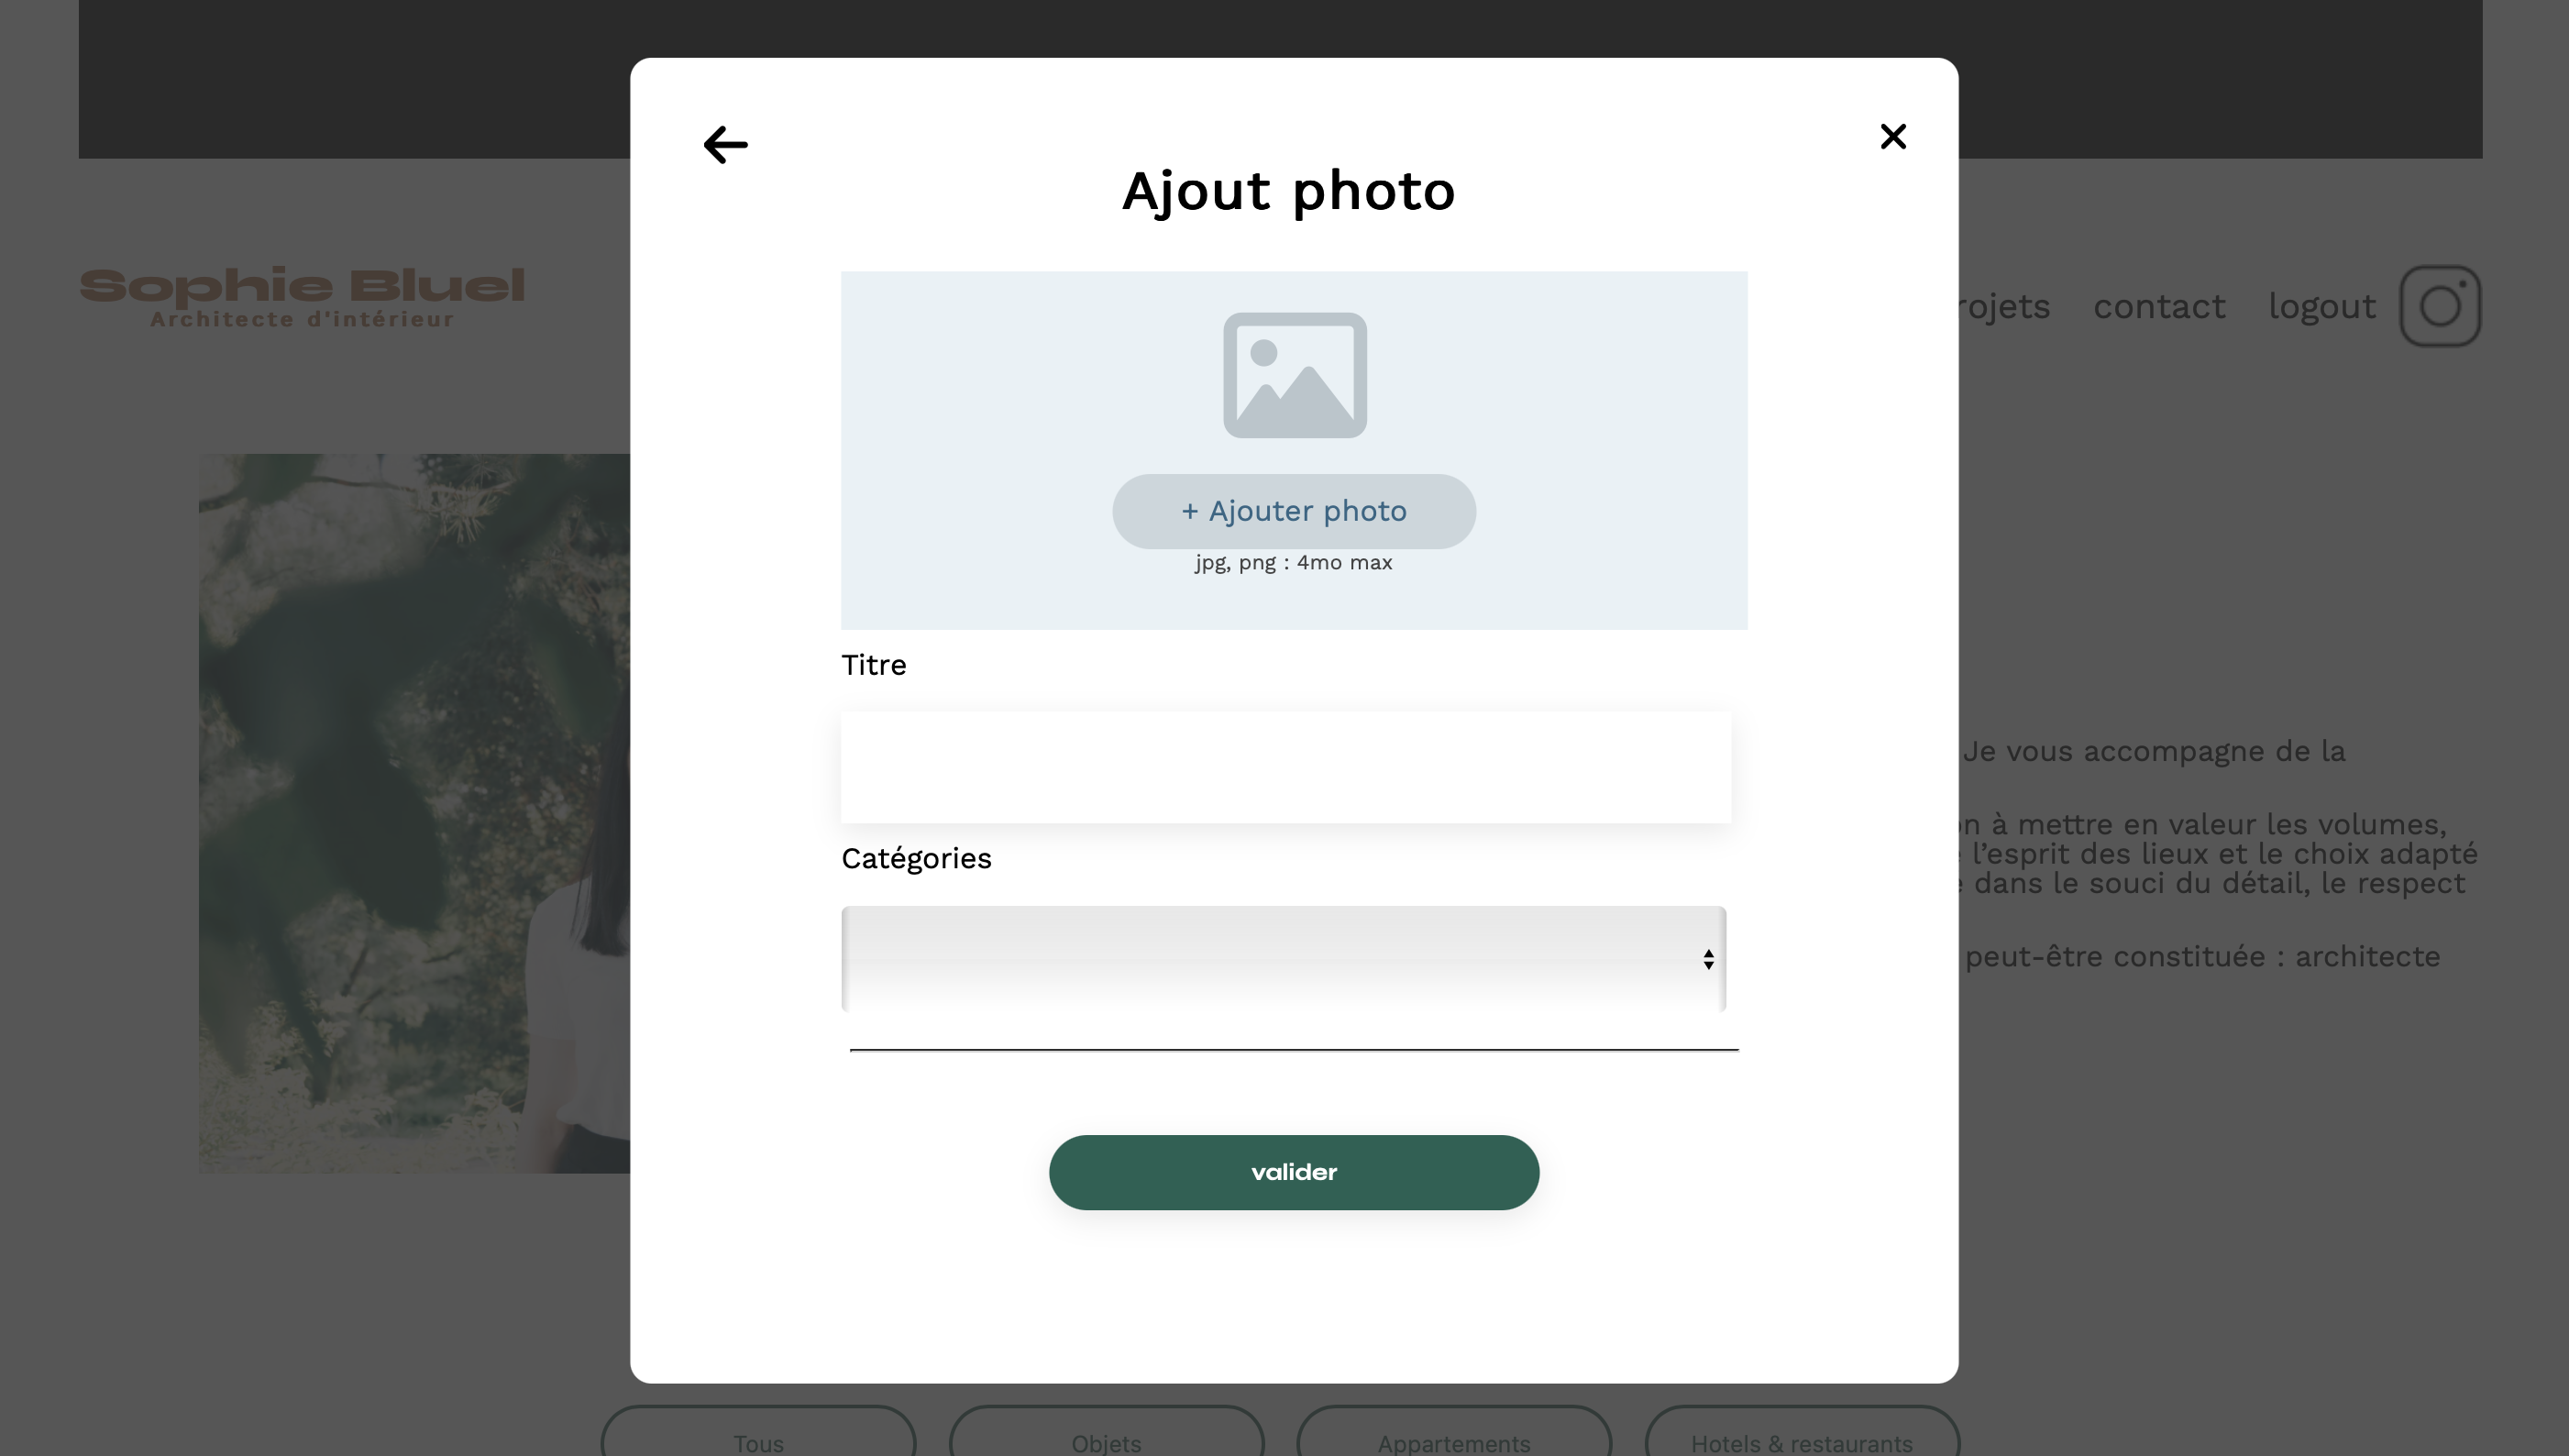 Ajout photo
Sophie Bluel
Architecte d'intérieur
rojets contact logout
+ Ajouter photo
jpg, png : 4mo max
Titre
Je vous accompagne de la
n à mettre en valeur les volumes,
l’esprit des lieux et le choix adapté
dans le souci du détail, le respect
Catégories
peut-être constituée : architecte
valider
Tous Objets Appartements Hotels & restaurants